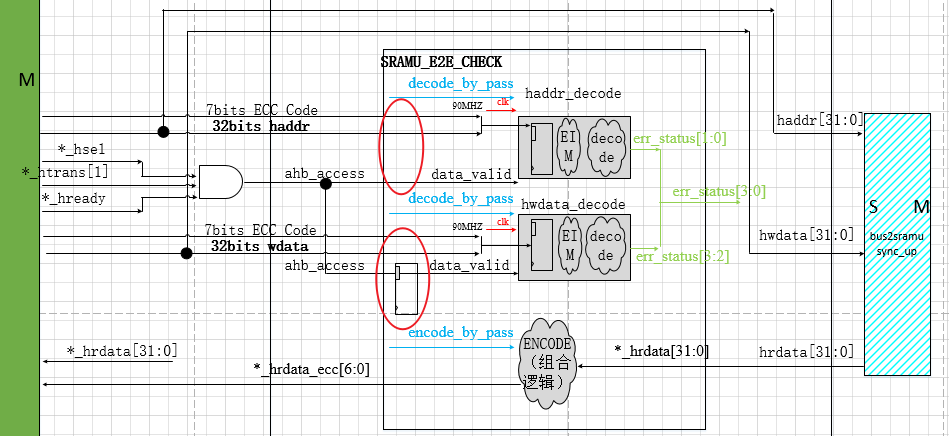 M
SRAMU_E2E_CHECK
decode_by_pass
7bits ECC Code
90MHZ
clk
haddr_decode
32bits haddr
haddr[31:0]
EI
M
deco
de
err_status[1:0]
*_hsel
*_htrans[1]
*_hready
ahb_access
data_valid
decode_by_pass
err_status[3:0]
hwdata_decode
S
M
7bits ECC Code
90MHZ
clk
32bits wdata
EI
M
deco
de
hwdata[31:0]
bus2sramu
sync_up
err_status[3:2]
ahb_access
data_valid
encode_by_pass
ENCODE
(组合
逻辑)
*_hrdata[31:0]
*_hrdata[31:0]
hrdata[31:0]
*_hrdata_ecc[6:0]